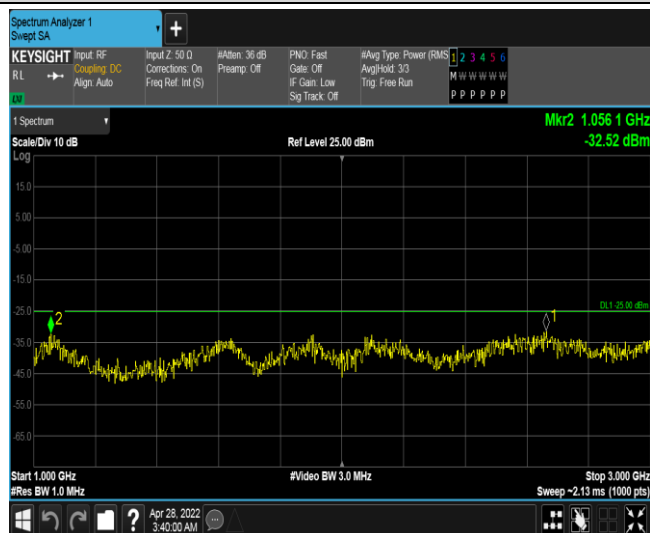 Spectrum Analyzer 1
Swept SA
KEYSIGHT
RL
LXI
Input: RF
Coupling: DC
Align: Auto
Input Z: 50 Ω
Corrections: On
Freq Ref: Int (S)
#Atten: 36 dB
Preamp: Off
PNO: Fast
Gate: Off
IF Gain: Low
Sig Track: Off
#Avg Type: Power (RMS
Avg|Hold: 3/3
Trig: Free Run
1 2 3 4 5 6
M W W W W W
P P P P P P
1 Spectrum
Scale/Div 10 dB
Log
Ref Level 25.00 dBm
Mkr2 1.056 1 GHz
-32.52 dBm
15.0
5.00
-5.00
-15.0
-25.0
-35.0
-45.0
-55.0
-65.0
DL1 -25.00 dBm
2
1
Start 1.000 GHz
#Res BW 1.0 MHz
#Video BW 3.0 MHz
Stop 3.000 GHz
Sweep ~2.13 ms (1000 pts)
?
Apr 28, 2022
3:40:00 AM